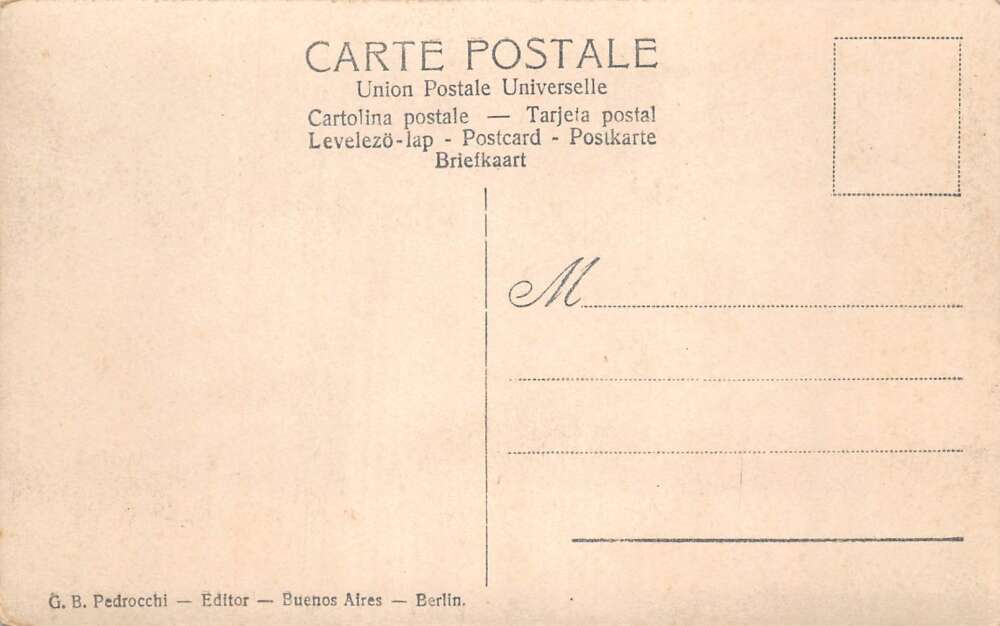 CARTE POSTALE
Union Postale Universelle
Cartolina postale — Tarjeta postal
Levelezö-lap - Postcard - Postkarte
Briefkaart
M
G. B. Pedrocchi — Editor — Buenos Aires — Berlin.